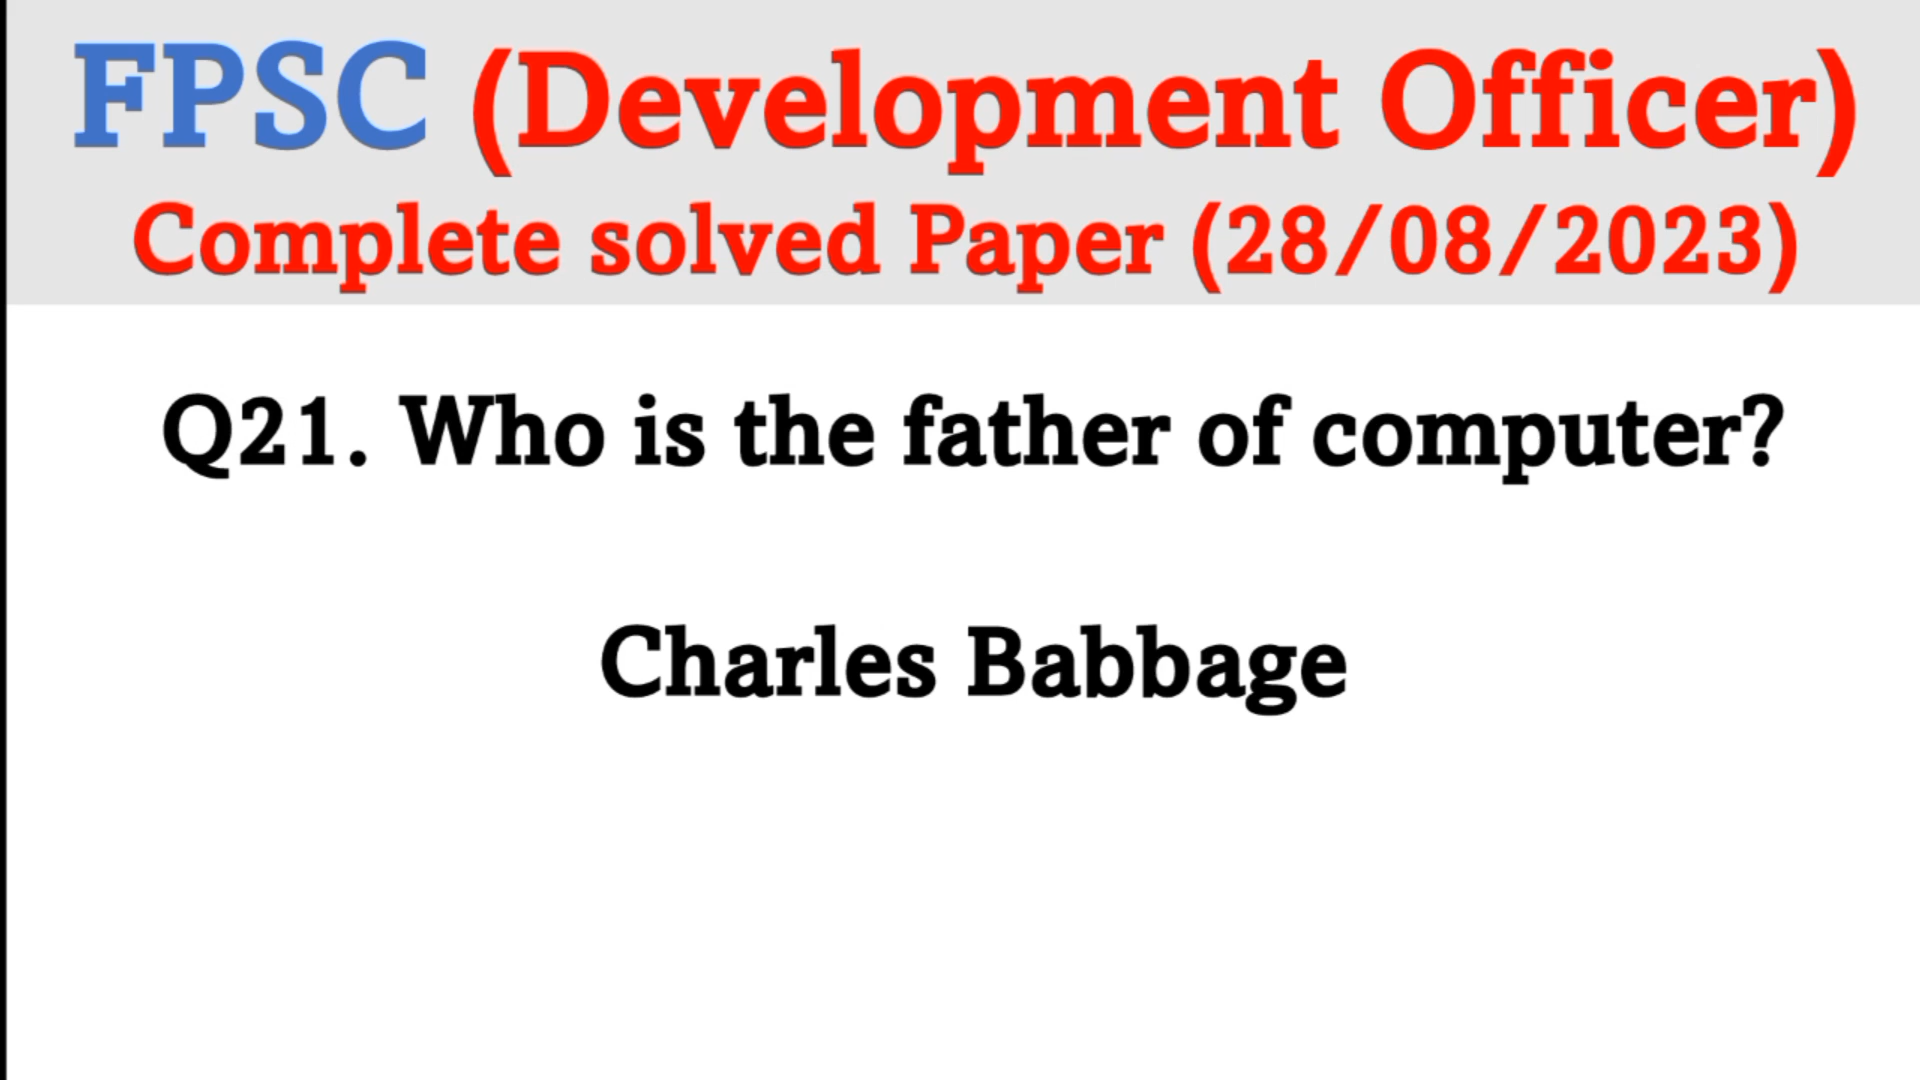 FPSC (Development Officer)
Complete solved Paper (28/08/2023)
Q21. Who is the father of computer?
Charles Babbage